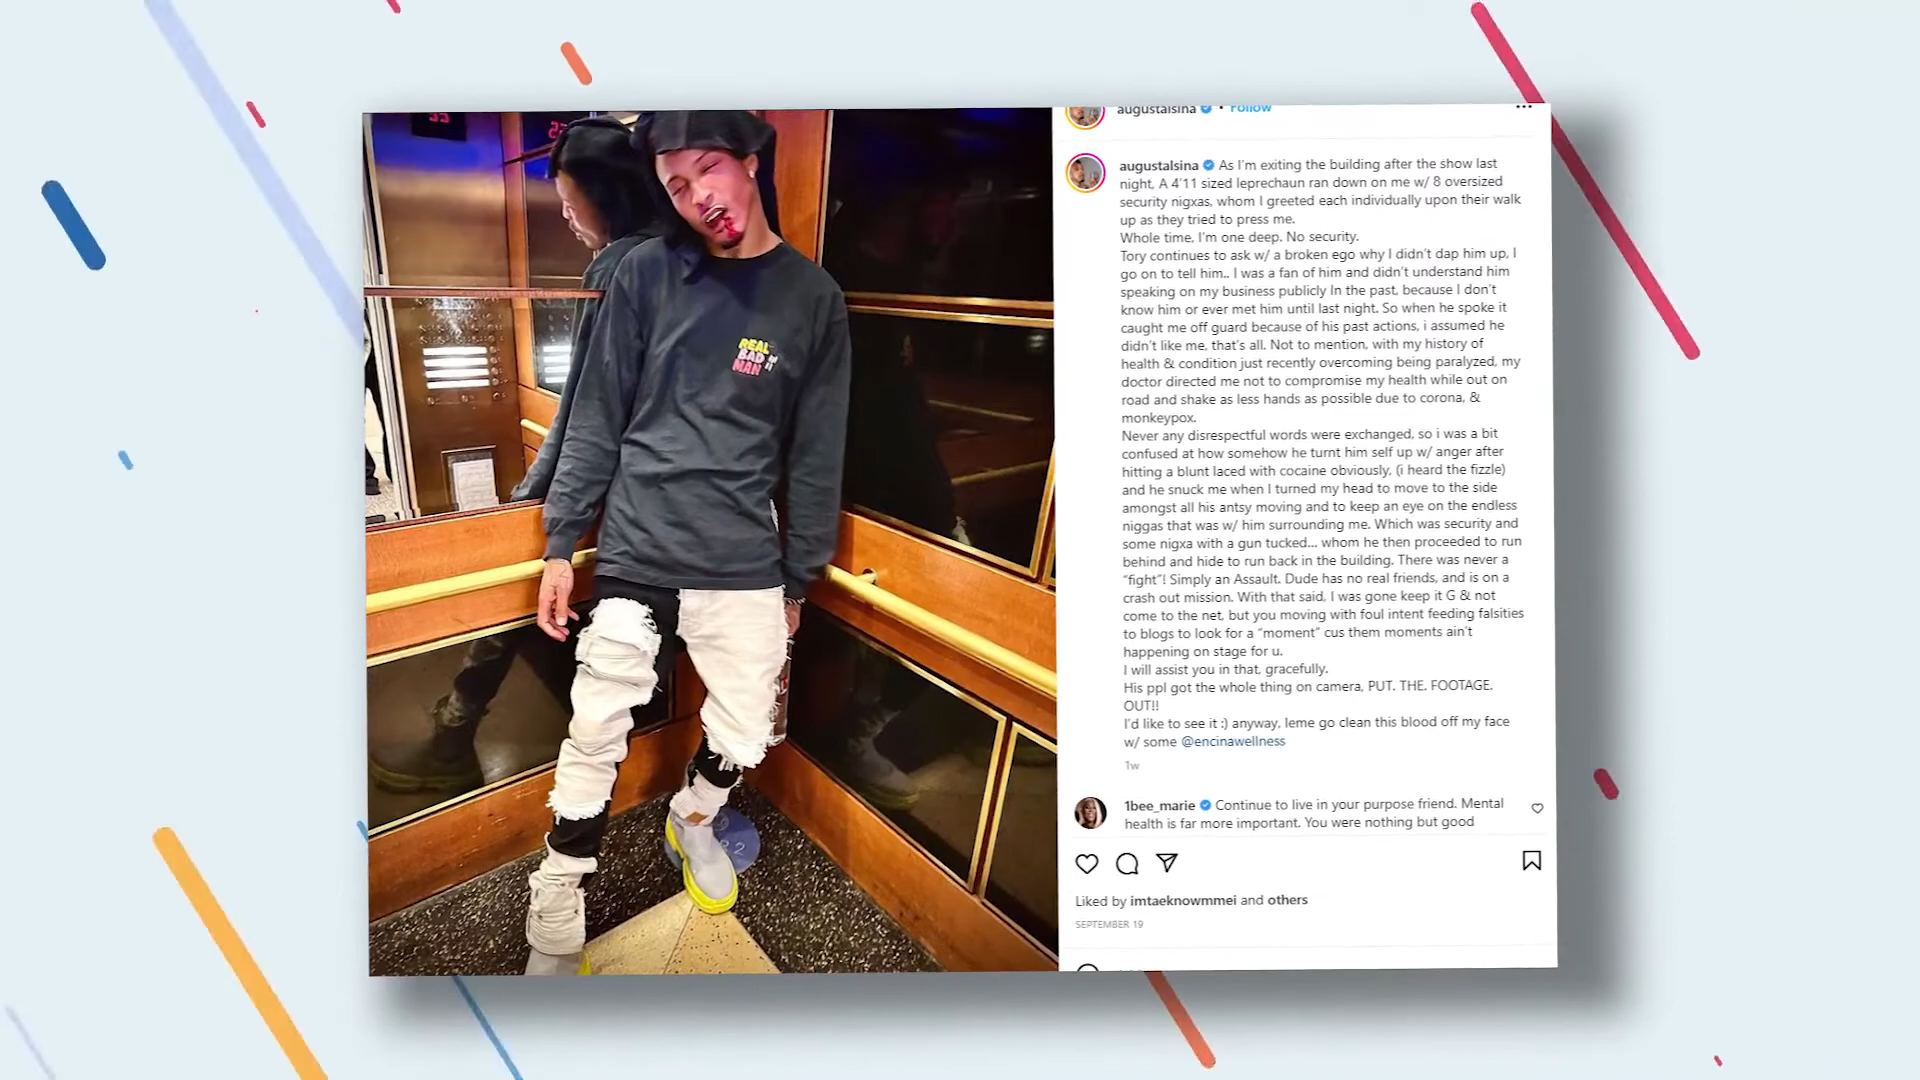 augustalsina • Follow
augustalsina As I'm exiting the building after the show last
night, A 4'11 sized leprechaun ran down on me w/ 8 oversized
security nigxas, whom I greeted each individually upon their walk
up as they tried to press me.
Whole time, I'm one deep. No security.
Tory continues to ask w/ a broken ego why I didn't dap him up, I
go on to tell him.. I was a fan of him and didn't understand him
speaking on my business publicly In the past, because I don't
know him or ever met him until last night. So when he spoke it
caught me off guard because of his past actions, i assumed he
didn't like me, that's all. Not to mention, with my history of
health & condition just recently overcoming being paralyzed, my
doctor directed me not to compromise my health while out on
road and shake as less hands as possible due to corona, &
monkeypox.
Never any disrespectful words were exchanged, so i was a bit
confused at how somehow he turnt him self up w/ anger after
hitting a blunt laced with cocaine obviously, (i heard the fizzle)
and he snuck me when I turned my head to move to the side
amongst all his antsy moving and to keep an eye on the endless
niggas that was w/ him surrounding me. Which was security and
some nigxa with a gun tucked... whom he then proceeded to run
behind and hide to run back in the building. There was never a
"fight"! Simply an Assault. Dude has no real friends, and is on a
crash out mission. With that said, I was gone keep it G & not
come to the net, but you moving with foul intent feeding falsities
to blogs to look for a "moment" cus them moments ain't
happening on stage for u.
I will assist you in that, gracefully.
His ppl got the whole thing on camera, PUT. THE. FOOTAGE.
OUT!!
I'd like to see it :) anyway, leme go clean this blood off my face
w/ some @encinawellness
1w
1bee_marie Continue to live in your purpose friend. Mental
health is far more important. You were nothing but good
Liked by imtaeknowmmei and others
SEPTEMBER 19
REAL
BAD
MAN